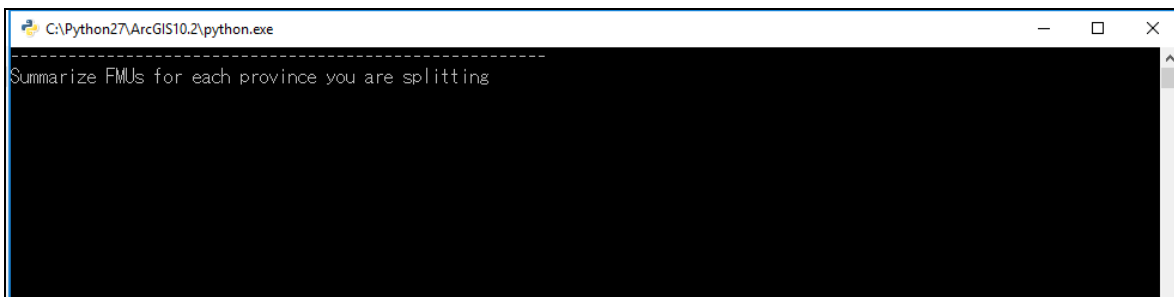 C:\Python27\ArcGIS10.2\python.exe
-------------------------------------------------------
Summarize FMUs for each province you are splitting